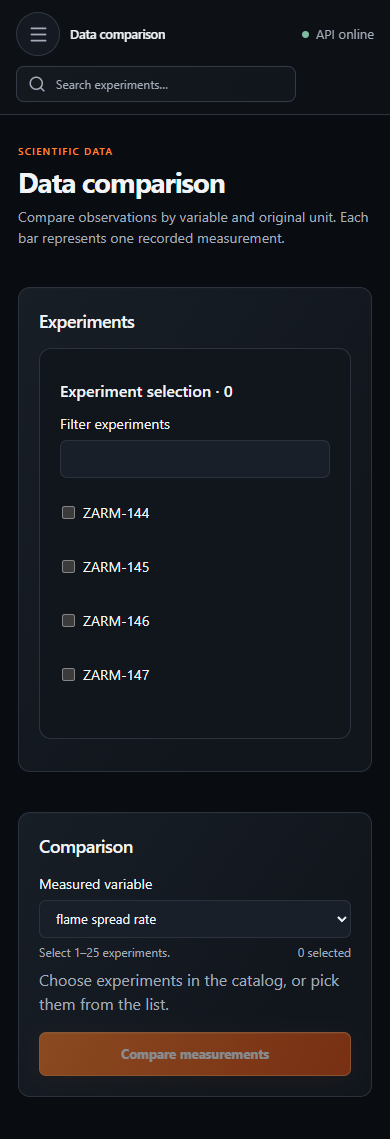 Data comparison
API online
Search experiments...
SCIENTIFIC DATA
Data comparison
Compare observations by variable and original unit. Each
bar represents one recorded measurement.
Experiments
Experiment selection · 0
Filter experiments
ZARM-144
ZARM-145
ZARM-146
ZARM-147
Comparison
Measured variable
flame spread rate
Select 1–25 experiments.
0 selected
Choose experiments in the catalog, or pick
them from the list.
Compare measurements